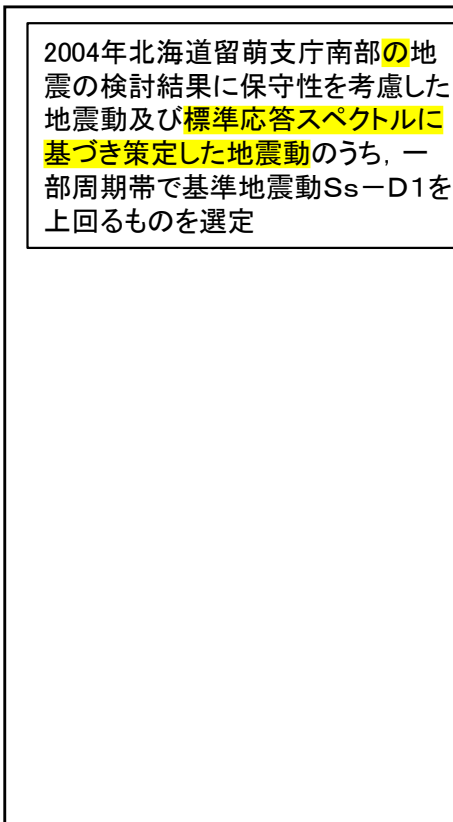 2004年北海道留萌支庁南部の地
震の検討結果に保守性を考慮した
地震動及び標準応答スペクトルに
基づき策定した地震動のうち，一
部周期帯で基準地震動Ｓｓ－Ｄ１を
上回るものを選定